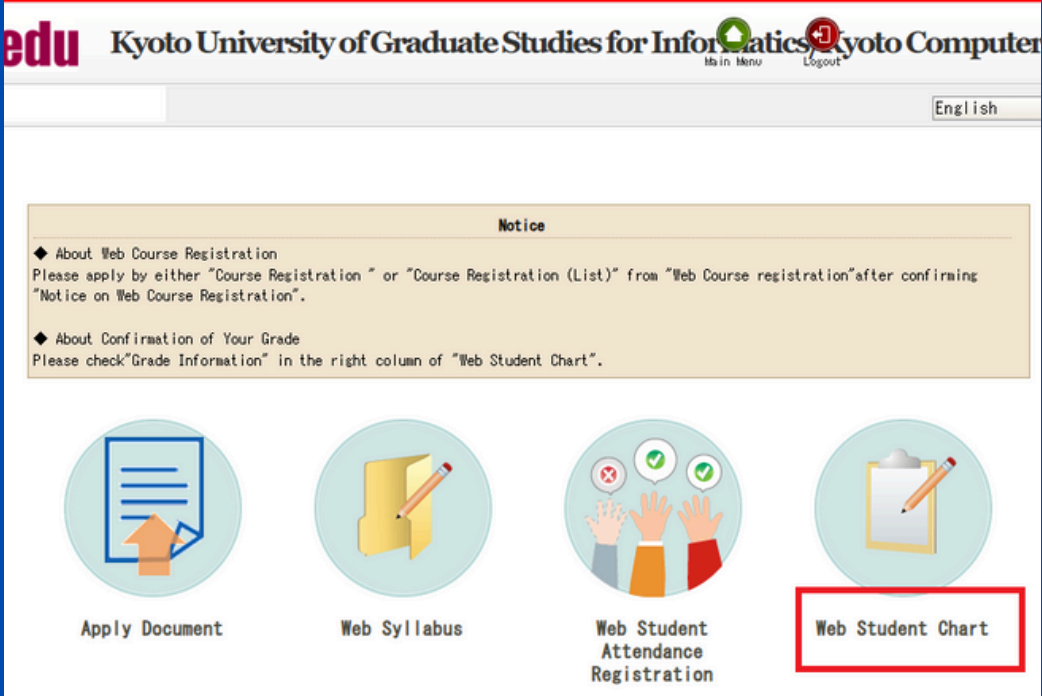 edu Kyoto University of Graduate Studies for Informatics, Kyoto Computer
Main Menu Logout
English
Notice
◆ About Web Course Registration
Please apply by either "Course Registration " or "Course Registration (List)" from "Web Course registration"after confirming
"Notice on Web Course Registration".
◆ About Confirmation of Your Grade
Please check"Grade Information" in the right column of "Web Student Chart".
Apply Document
Web Syllabus
Web Student
Attendance
Registration
Web Student Chart